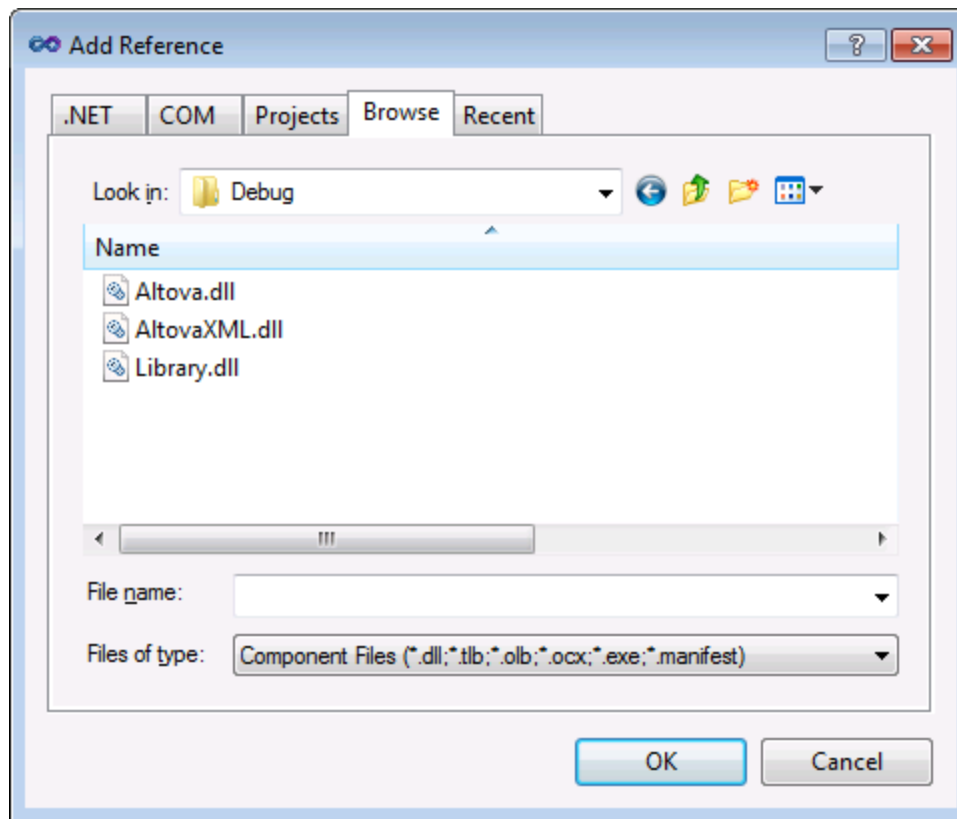 Add Reference
.NET COM Projects Browse Recent
Look in: Debug
Name
Altova.dll
AltovaXML.dll
Library.dll
File name:
Files of type: Component Files (*.dll;*.tlb;*.olb;*.ocx;*.exe;*.manifest)
OK Cancel